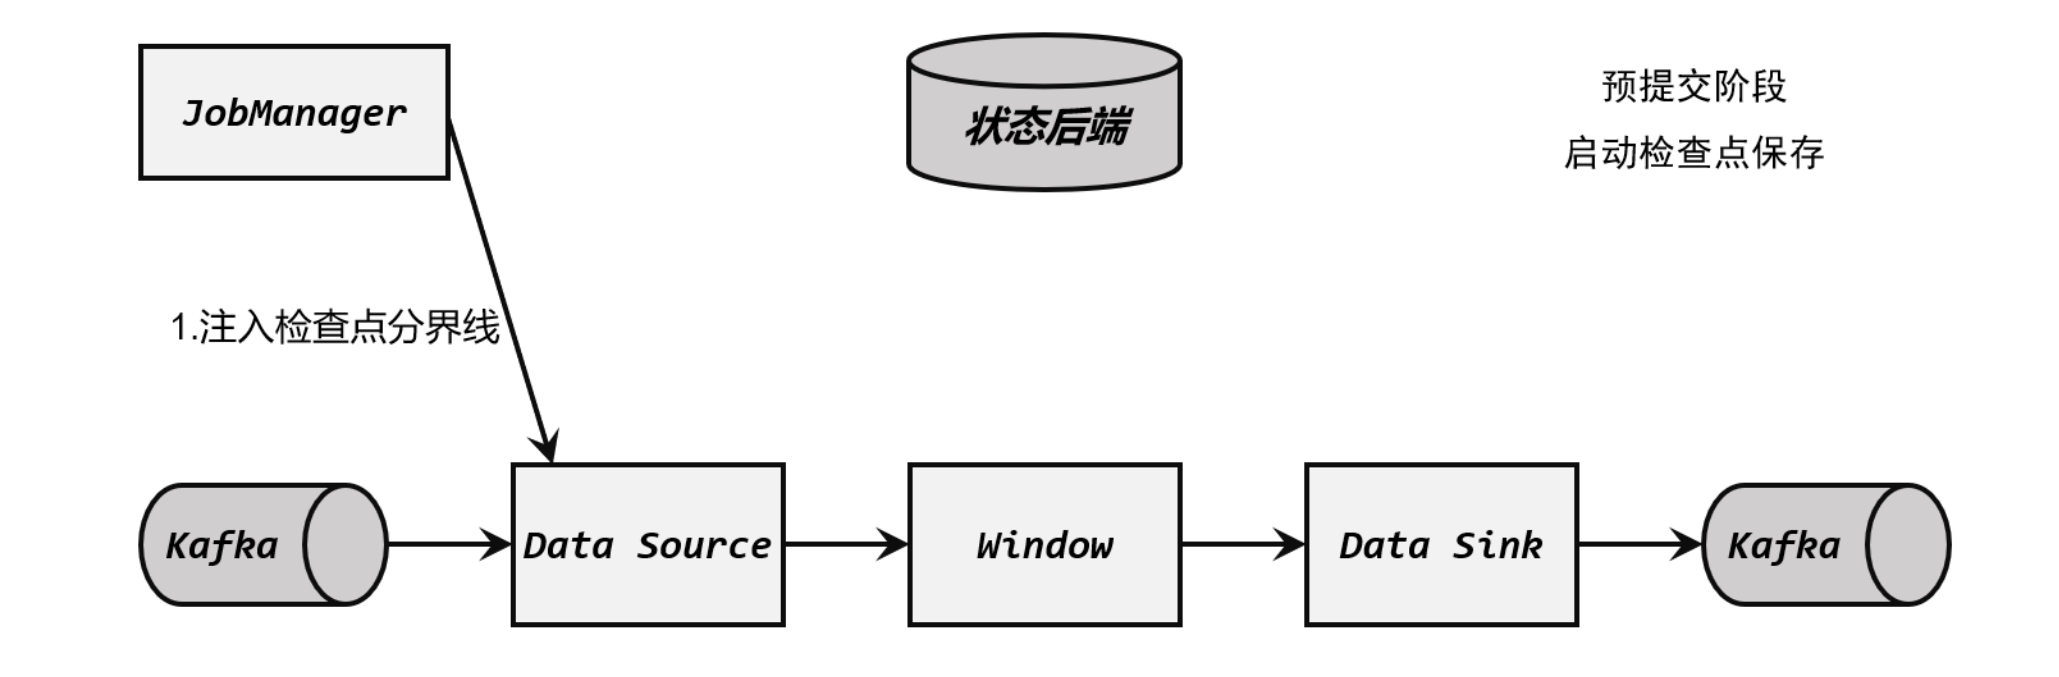 JobManager
状态后端
预提交阶段
启动检查点保存
1.注入检查点分界线
Kafka
Data Source
Window
Data Sink
Kafka